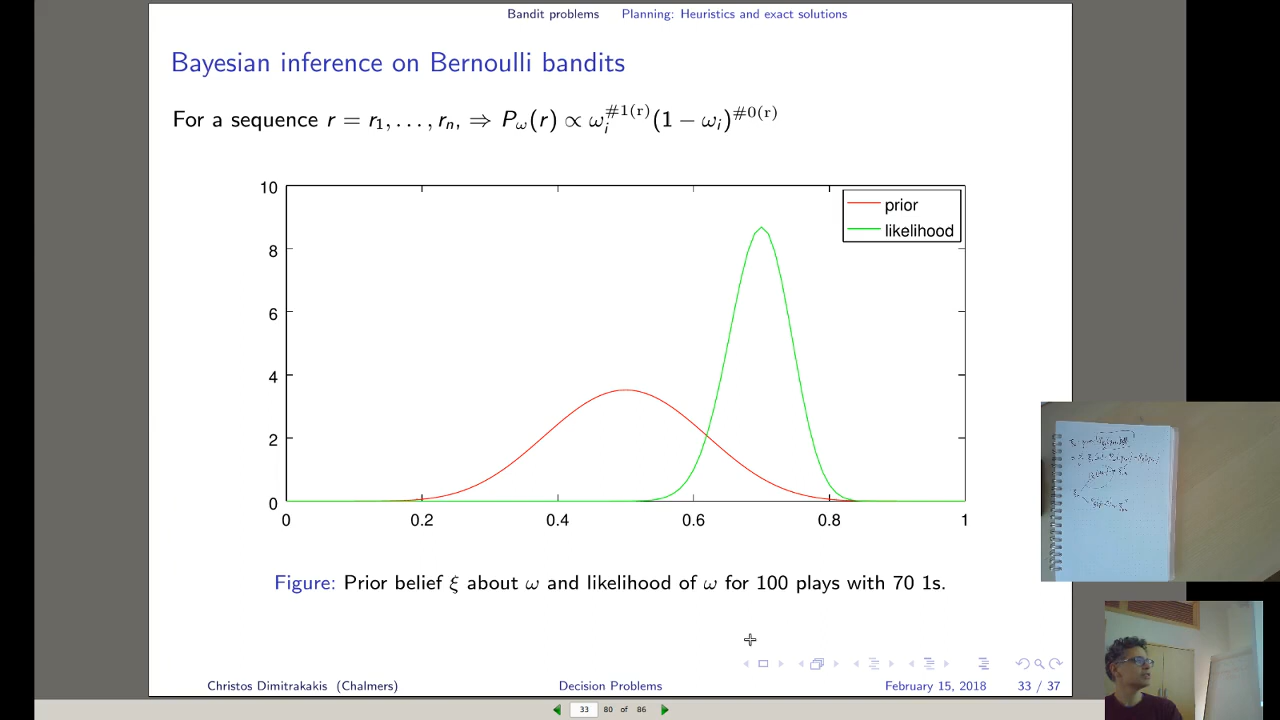 Bandit problems Planning: Heuristics and exact solutions
Bayesian inference on Bernoulli bandits
For a sequence r = r₁, . . . , rₙ, ⇒ P_ω(r) ∝ ω_i^{#1(r)}(1 − ω_i)^{#0(r)}
10
8
6
4
2
0
prior
likelihood
0 0.2 0.4 0.6 0.8 1
Figure: Prior belief ξ about ω and likelihood of ω for 100 plays with 70 1s.
Christos Dimitrakakis (Chalmers) Decision Problems February 15, 2018 33 / 37
33 80 of 86